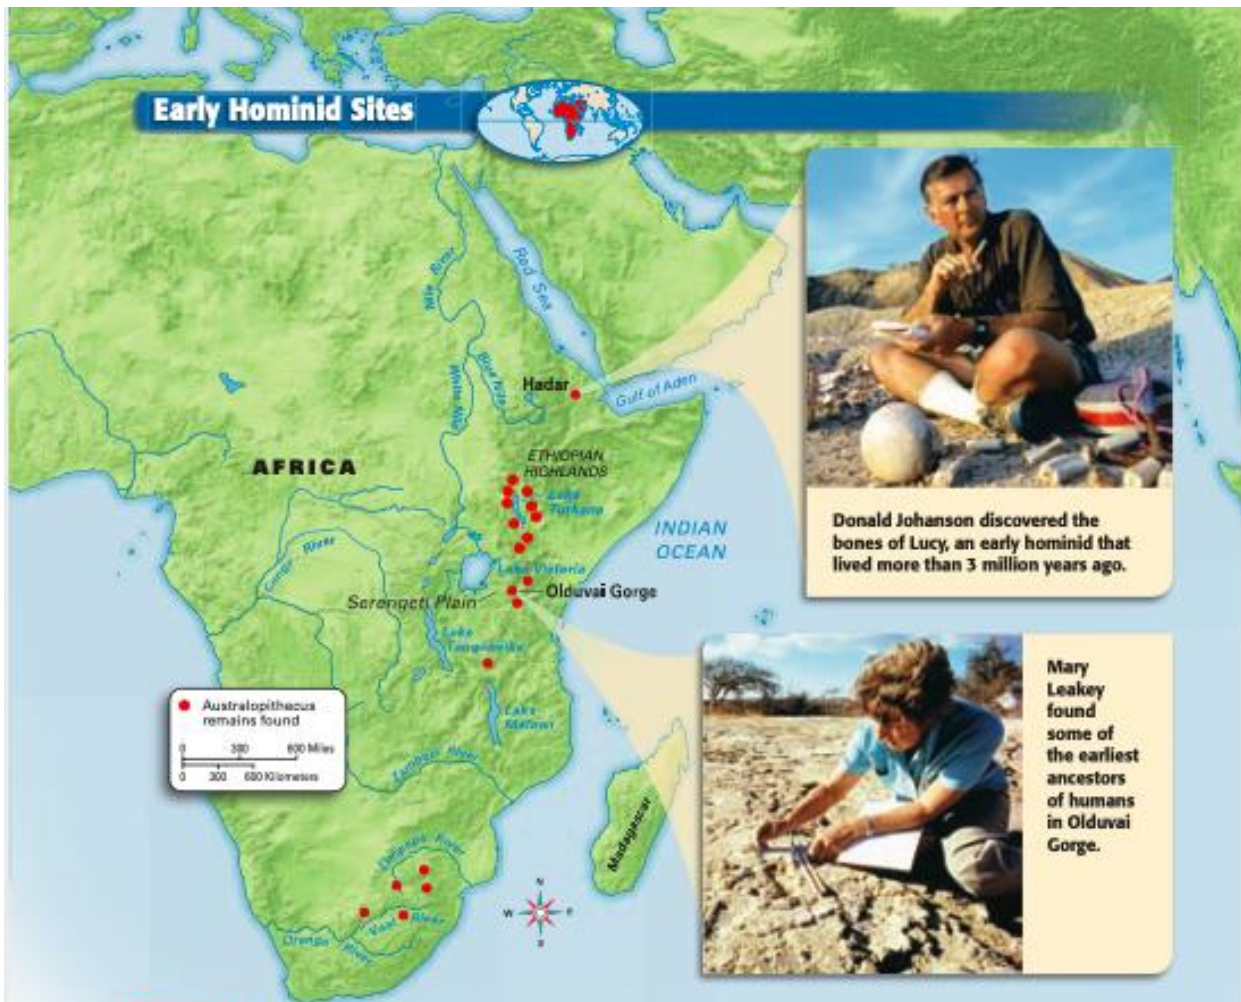 Early Hominid Sites
Nile River
Red Sea
White Nile
Blue Nile
Hadar
Gulf of Aden
AFRICA
ETHIOPIAN
HIGHLANDS
Lake
Turkana
INDIAN
OCEAN
Congo River
Lake Victoria
Serengeti Plain
Olduvai Gorge
Lake
Tanganyika
Lake
Malawi
Zambezi River
Madagascar
Limpopo River
Vaal River
Orange River
Australopithecus
remains found
0 300 600 Miles
0 300 600 Kilometers
N
W E
S
Donald Johanson discovered the
bones of Lucy, an early hominid that
lived more than 3 million years ago.
Mary
Leakey
found
some of
the earliest
ancestors
of humans
in Olduvai
Gorge.